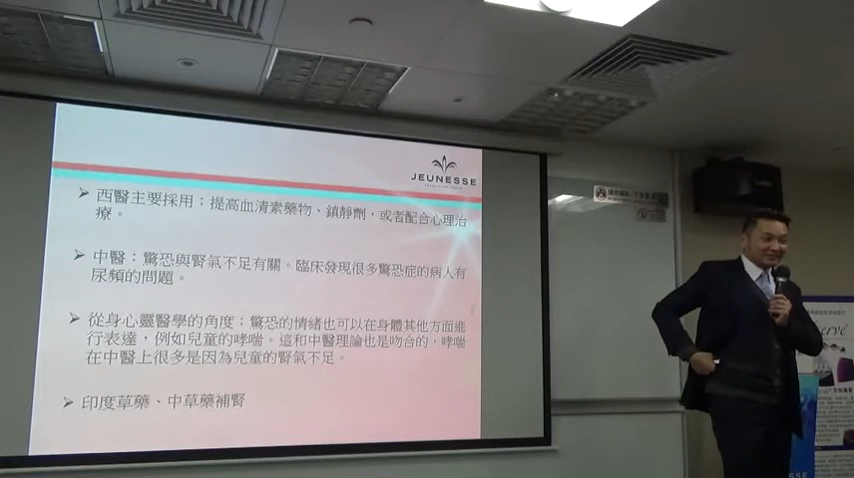 JEUNESSE
➤ 西醫主要採用：提高血清素藥物、鎮靜劑，或者配合心理治
療。
➤ 中醫：驚恐與腎氣不足有關。臨床發現很多驚恐症的病人有
尿頻的問題。
➤ 從身心靈醫學的角度：驚恐的情緒也可以在身體其他方面進
行表達，例如兒童的哮喘。這和中醫理論也是吻合的，哮喘
在中醫上很多是因為兒童的腎氣不足。
➤ 印度草藥、中草藥補腎